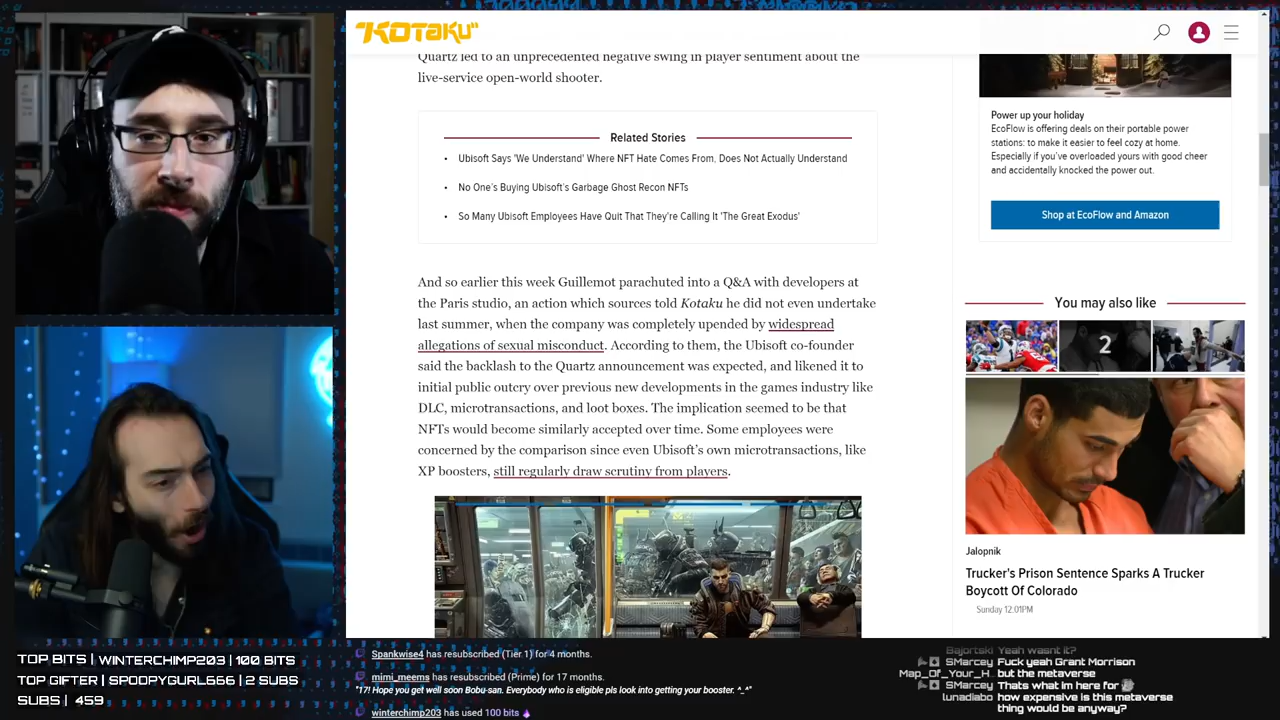 KOTAKU
Quartz led to an unprecedented negative swing in player sentiment about the
live-service open-world shooter.
Related Stories
• Ubisoft Says 'We Understand' Where NFT Hate Comes From, Does Not Actually Understand
• No One's Buying Ubisoft's Garbage Ghost Recon NFTs
• So Many Ubisoft Employees Have Quit That They're Calling It 'The Great Exodus'
And so earlier this week Guillemot parachuted into a Q&A with developers at
the Paris studio, an action which sources told Kotaku he did not even undertake
last summer, when the company was completely upended by widespread
allegations of sexual misconduct. According to them, the Ubisoft co-founder
said the backlash to the Quartz announcement was expected, and likened it to
initial public outcry over previous new developments in the games industry like
DLC, microtransactions, and loot boxes. The implication seemed to be that
NFTs would become similarly accepted over time. Some employees were
concerned by the comparison since even Ubisoft's own microtransactions, like
XP boosters, still regularly draw scrutiny from players.
Power up your holiday
EcoFlow is offering deals on their portable power
stations: to make it easier to feel cozy at home.
Especially if you've overloaded yours with good cheer
and accidentally knocked the power out.
Shop at EcoFlow and Amazon
You may also like
2
Jalopnik
Trucker's Prison Sentence Sparks A Trucker
Boycott Of Colorado
Sunday 12:01PM
TOP BITS | WINTERCHIMP203 | 100 BITS
TOP GIFTER | SPOOPYGURL666 | 2 SUBS
SUBS | 459
Spankwise4 has resubscribed (Tier 1) for 4 months.
mimi_meems has resubscribed (Prime) for 17 months.
"17! Hope you get well soon Bobu-san. Everybody who is eligible pls look into getting your booster. ^_^"
winterchimp203 has used 100 bits
Bajortski Yeah wasnt it?
SMarcey Fuck yeah Grant Morrison
Map_Of_Your_H.. but the metaverse
SMarcey Thats what im here for
lunadiabo how expensive is this metaverse
thing would be anyway?